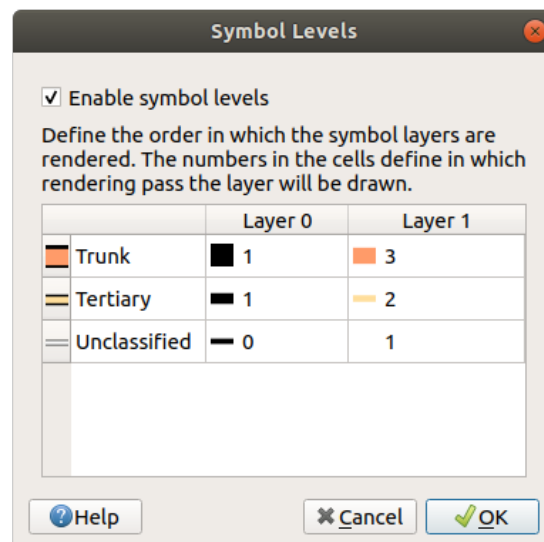 Symbol Levels
Enable symbol levels
Define the order in which the symbol layers are
rendered. The numbers in the cells define in which
rendering pass the layer will be drawn.
Layer 0 Layer 1
Trunk 1 3
Tertiary 1 2
Unclassified 0 1
Help Cancel OK